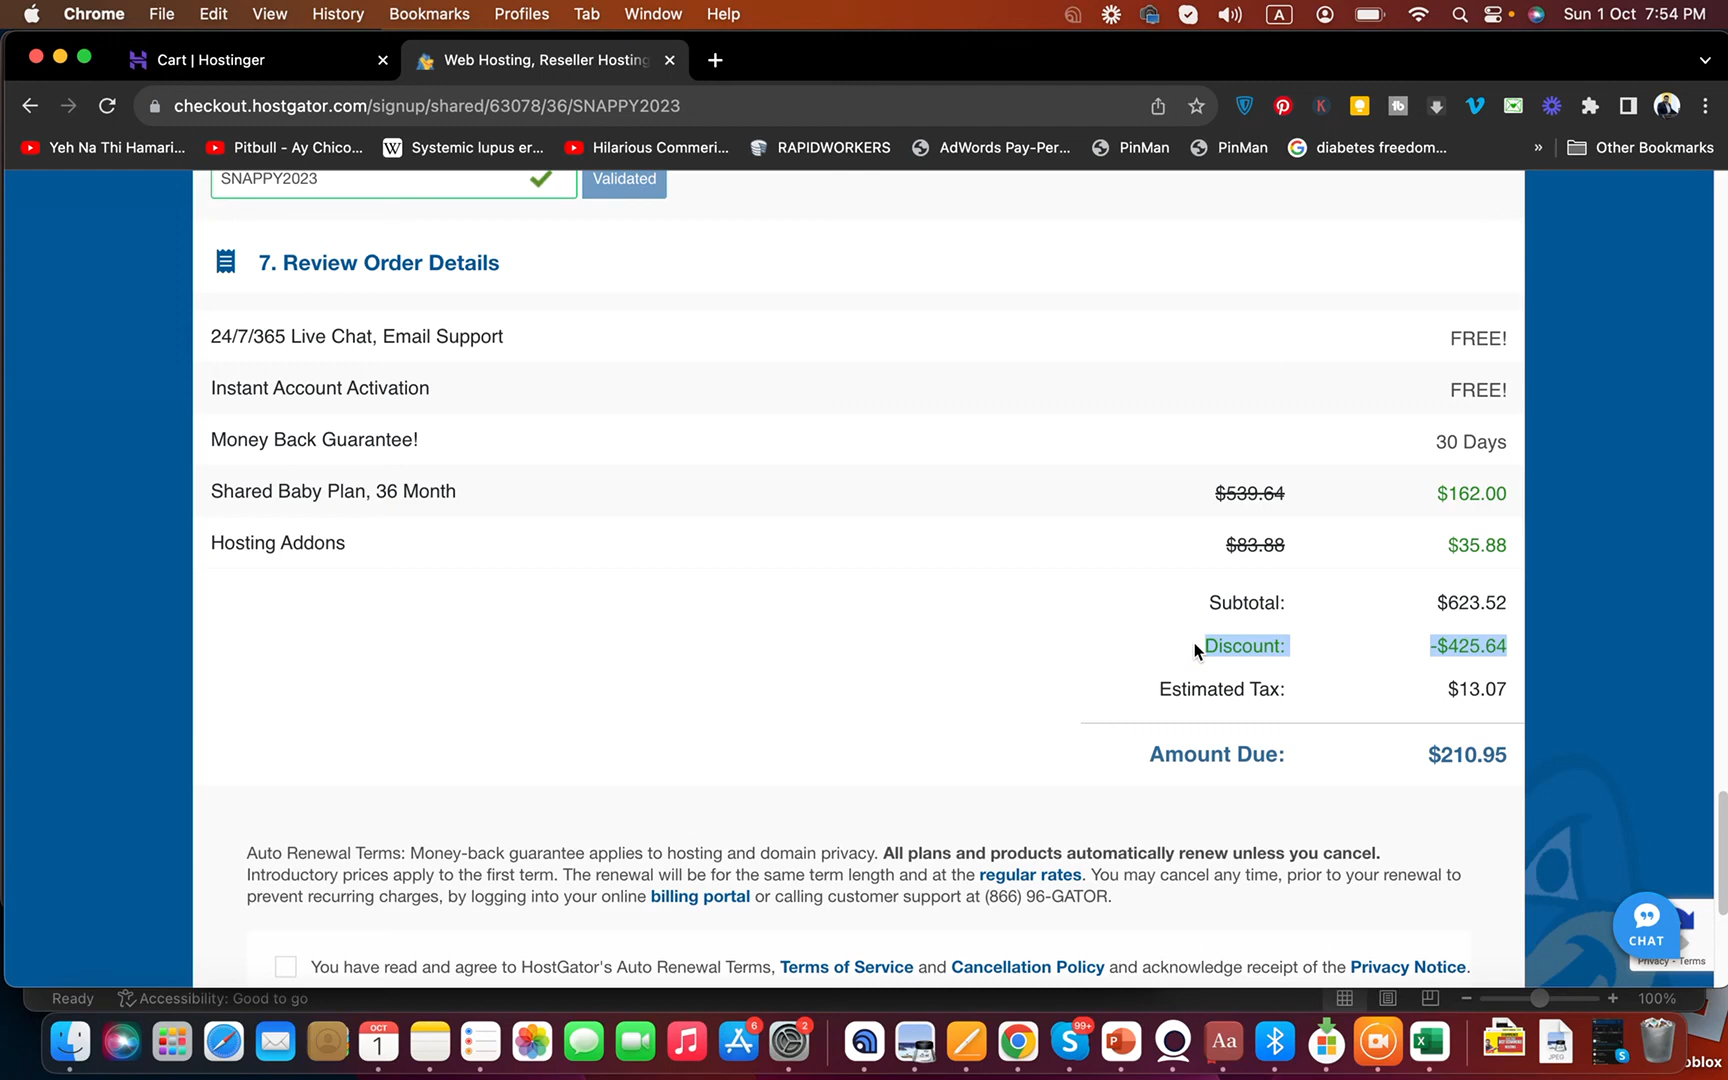 Chrome File Edit View History Bookmarks Profiles Tab Window Help A Sun 1 Oct 7:54 PM
Cart | Hostinger Web Hosting, Reseller Hosting
checkout.hostgator.com/signup/shared/63078/36/SNAPPY2023
Yeh Na Thi Hamari... Pitbull - Ay Chico... Systemic lupus er... Hilarious Commeri... RAPIDWORKERS AdWords Pay-Per... PinMan PinMan diabetes freedom... » Other Bookmarks
SNAPPY2023 Validated
7. Review Order Details
24/7/365 Live Chat, Email Support FREE!
Instant Account Activation FREE!
Money Back Guarantee! 30 Days
Shared Baby Plan, 36 Month $539.64 $162.00
Hosting Addons $83.88 $35.88
Subtotal: $623.52
Discount: -$425.64
Estimated Tax: $13.07
Amount Due: $210.95
Auto Renewal Terms: Money-back guarantee applies to hosting and domain privacy. All plans and products automatically renew unless you cancel.
Introductory prices apply to the first term. The renewal will be for the same term length and at the regular rates. You may cancel any time, prior to your renewal to
prevent recurring charges, by logging into your online billing portal or calling customer support at (866) 96-GATOR.
CHAT
Privacy - Terms
You have read and agree to HostGator's Auto Renewal Terms, Terms of Service and Cancellation Policy and acknowledge receipt of the Privacy Notice.
Ready Accessibility: Good to go 100%
OCT
1
6
2
99+
Aa
JPEG
oblox